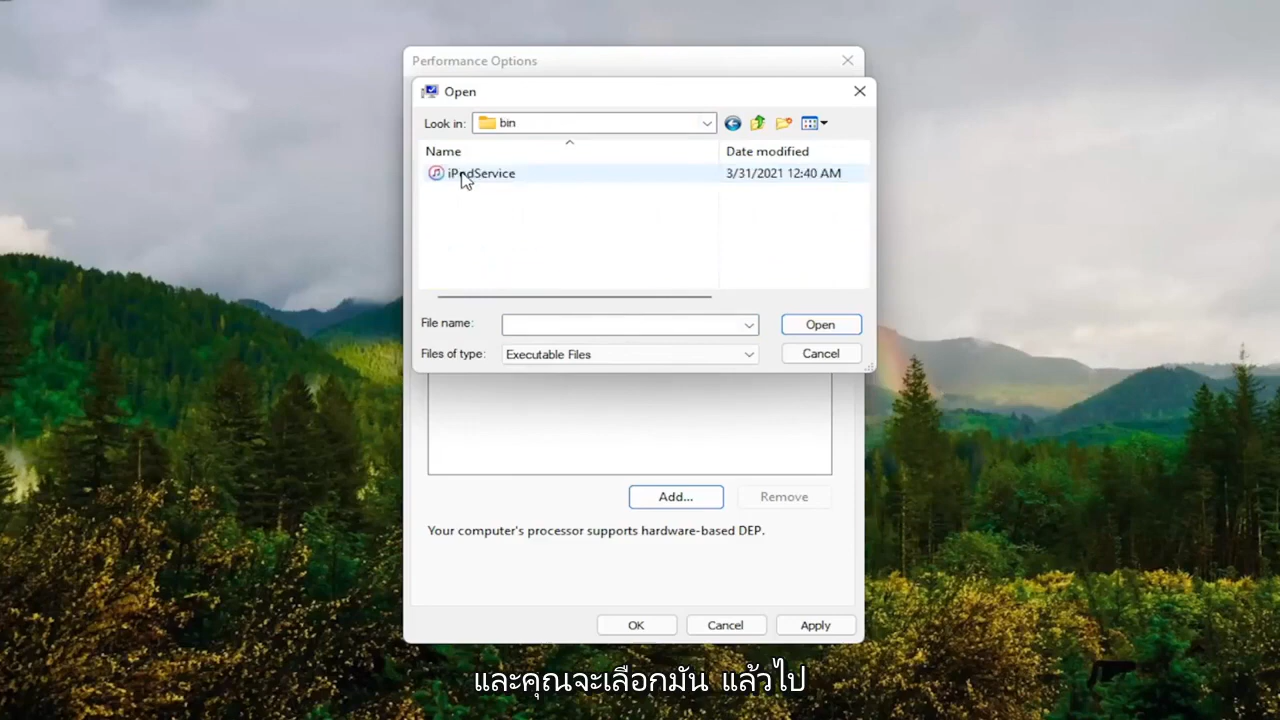 Performance Options
Open
Look in: bin
Name Date modified
iPodService 3/31/2021 12:40 AM
File name: Open
Files of type: Executable Files Cancel
Add... Remove
Your computer's processor supports hardware-based DEP.
OK Cancel Apply
และคุณจะเลือกมัน แล้วไป